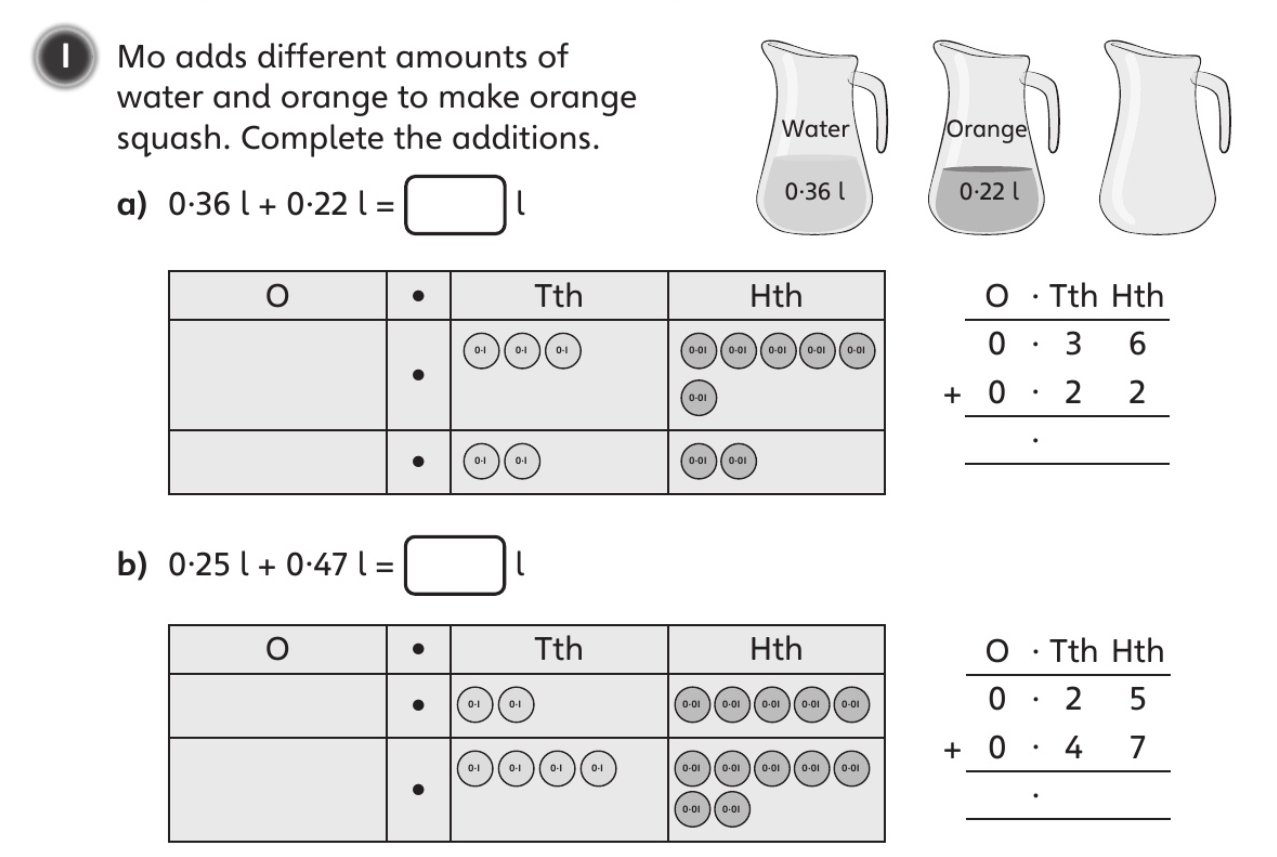 1
Mo adds different amounts of
water and orange to make orange
squash. Complete the additions.
Water
0·36 l
Orange
0·22 l
a) 0·36 l + 0·22 l = l
O • Tth Hth
• 0·1 0·1 0·1 0·01 0·01 0·01 0·01 0·01
0·01
• 0·1 0·1 0·01 0·01
O · Tth Hth
0 · 3 6
+ 0 · 2 2
·
b) 0·25 l + 0·47 l = l
O • Tth Hth
• 0·1 0·1 0·01 0·01 0·01 0·01 0·01
• 0·1 0·1 0·1 0·1 0·01 0·01 0·01 0·01 0·01
0·01 0·01
O · Tth Hth
0 · 2 5
+ 0 · 4 7
·